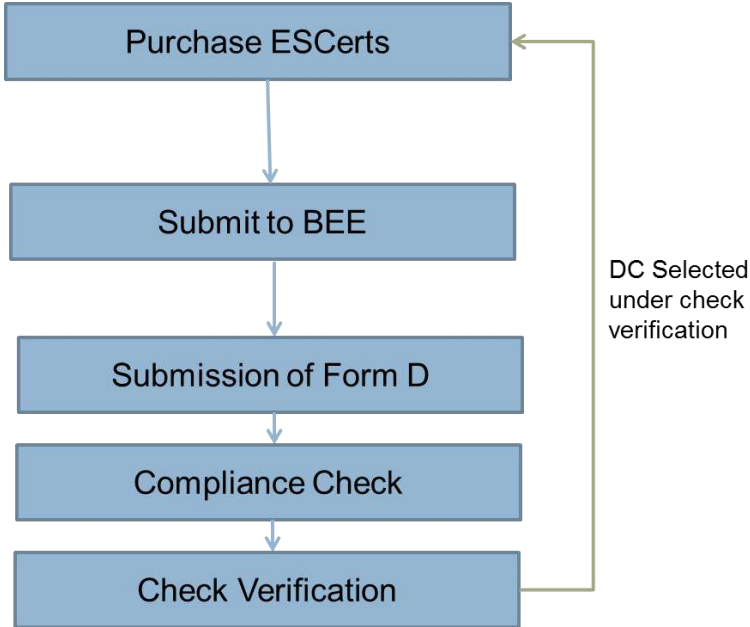 Purchase ESCerts
Submit to BEE
DC Selected
under check
verification
Submission of Form D
Compliance Check
Check Verification